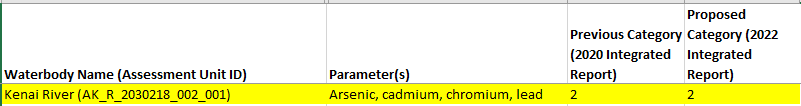 Waterbody Name (Assessment Unit ID)
Parameter(s)
Previous Category
(2020 Integrated
Report)
Proposed
Category (2022
Integrated
Report)
Kenai River (AK_R_2030218_002_001)
Arsenic, cadmium, chromium, lead
2
2